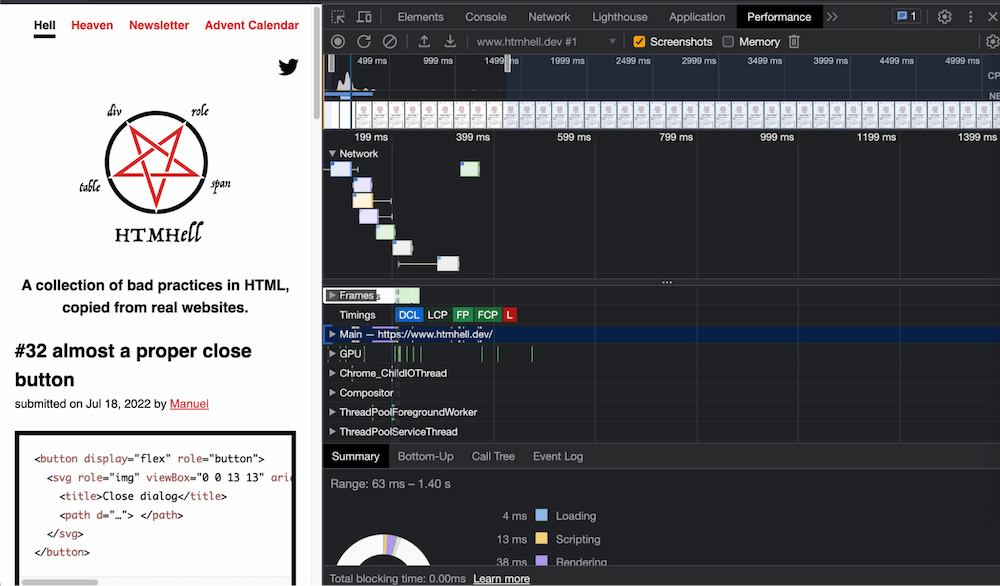 Hell Heaven Newsletter Advent Calendar
div role
table span
HTMHell
A collection of bad practices in HTML,
copied from real websites.
#32 almost a proper close
button
submitted on Jul 18, 2022 by Manuel
<button display="flex" role="button">
<svg role="img" viewBox="0 0 13 13" aria
<title>Close dialog</title>
<path d="…"> </path>
</svg>
</button>
Elements Console Network Lighthouse Application Performance 1
www.htmhell.dev #1 Screenshots Memory
499 ms 999 ms 1499 ms 1999 ms 2499 ms 2999 ms 3499 ms 3999 ms 4499 ms 4999 ms
CP
NE
199 ms 399 ms 599 ms 799 ms 999 ms 1199 ms 1399 ms
Network
Frames
Timings DCL LCP FP FCP L
Main — https://www.htmhell.dev/
GPU
Chrome_ChildIOThread
Compositor
ThreadPoolForegroundWorker
ThreadPoolServiceThread
Summary Bottom-Up Call Tree Event Log
Range: 63 ms – 1.40 s
4 ms Loading
13 ms Scripting
38 ms Rendering
Total blocking time: 0.00ms Learn more